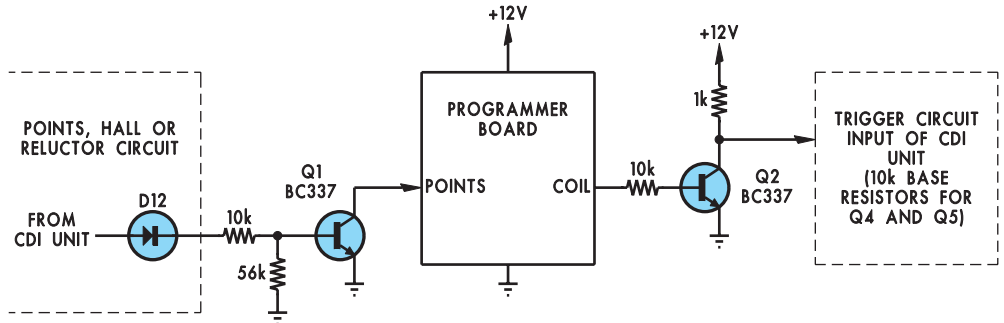 +12V
+12V
POINTS, HALL OR
RELUCTOR CIRCUIT
PROGRAMMER
BOARD
1k
TRIGGER CIRCUIT
INPUT OF CDI
UNIT
(10k BASE
RESISTORS FOR
Q4 AND Q5)
Q1
BC337
POINTS
COIL
10k
Q2
BC337
D12
FROM
CDI UNIT
10k
56k